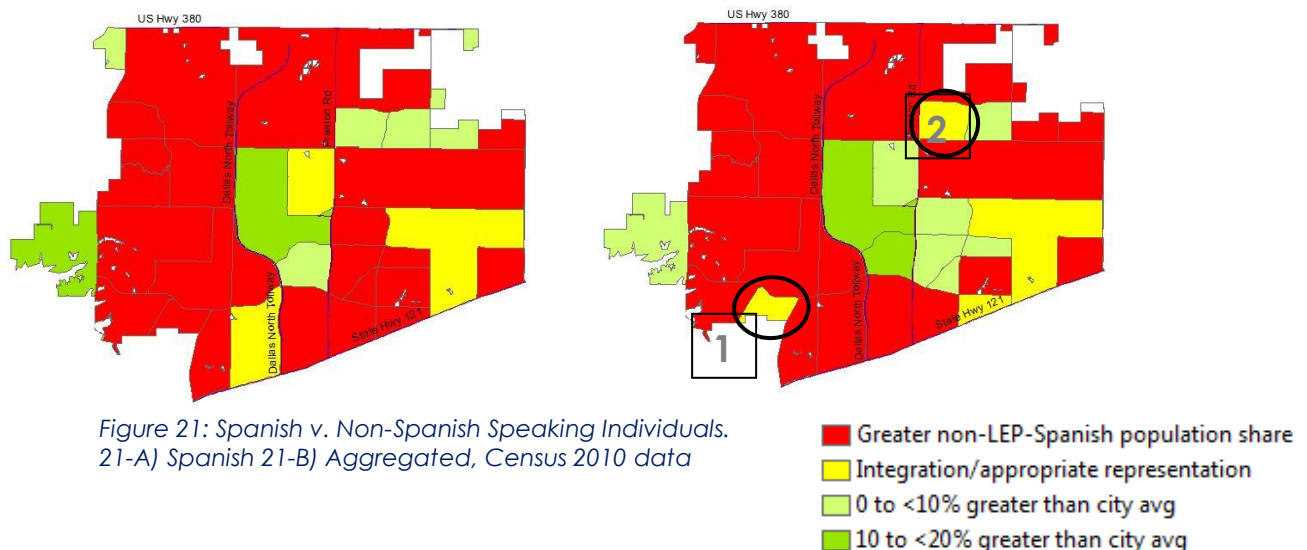 US Hwy 380
Dallas North Tollway
Preston Rd
Dallas North Tollway
State Hwy 121
US Hwy 380
Dallas North Tollway
Rd
Dallas North Tollway
State Hwy 121
2
1
Figure 21: Spanish v. Non-Spanish Speaking Individuals.
21-A) Spanish 21-B) Aggregated, Census 2010 data
Greater non-LEP-Spanish population share
Integration/appropriate representation
0 to <10% greater than city avg
10 to <20% greater than city avg